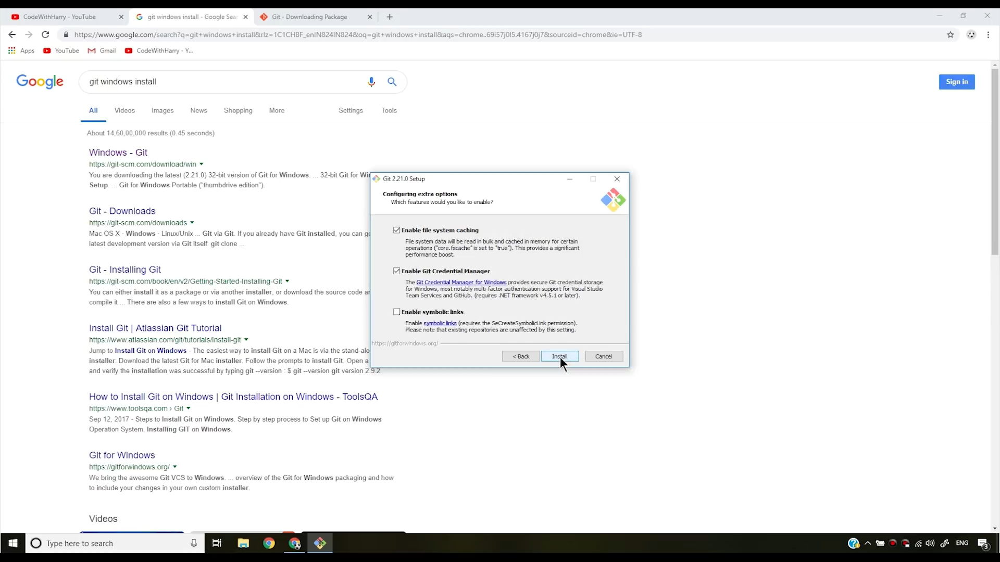 CodeWithHarry - YouTube
git windows install - Google Sear
Git - Downloading Package
https://www.google.com/search?q=git+windows+install&rlz=1C1CHBF_enIN824IN824&oq=git+windows+install&aqs=chrome..69i57j0l5.4167j0j7&sourceid=chrome&ie=UTF-8
Apps
YouTube
Gmail
CodeWithHarry - Y...
Google
git windows install
Sign in
All
Videos
Images
News
Shopping
More
Settings
Tools
About 14,60,00,000 results (0.45 seconds)
Windows - Git
https://git-scm.com/download/win
You are downloading the latest (2.21.0) 32-bit version of Git for Windows. ... 32-bit Git for Win
Setup. ... Git for Windows Portable ("thumbdrive edition").
Git - Downloads
https://git-scm.com/downloads
Mac OS X · Windows · Linux/Unix ... Git via Git. If you already have Git installed, you can ge
latest development version via Git itself: git clone ...
Git - Installing Git
https://git-scm.com/book/en/v2/Getting-Started-Installing-Git
You can either install it as a package or via another installer, or download the source code an
compile it ... There are also a few ways to install Git on Windows.
Install Git | Atlassian Git Tutorial
https://www.atlassian.com/git/tutorials/install-git
Jump to Install Git on Windows - The easiest way to install Git on a Mac is via the stand-alo
installer: Download the latest Git for Mac installer. Follow the prompts to install Git. Open a
and verify the installation was successful by typing git --version : $ git --version git version 2.9.2.
How to Install Git on Windows | Git Installation on Windows - ToolsQA
https://www.toolsqa.com › Git
Sep 12, 2017 - Steps to Install Git on Windows. Step by step process to Set up Git on Windows
Operation System. Installing GIT on Windows.
Git for Windows
https://gitforwindows.org/
We bring the awesome Git VCS to Windows. ... overview of the Git for Windows packaging and how
to include your changes in your own custom installer.
Videos
Git 2.21.0 Setup
Configuring extra options
Which features would you like to enable?
Enable file system caching
File system data will be read in bulk and cached in memory for certain
operations ("core.fscache" is set to "true"). This provides a significant
performance boost.
Enable Git Credential Manager
The Git Credential Manager for Windows provides secure Git credential storage
for Windows, most notably multi-factor authentication support for Visual Studio
Team Services and GitHub. (requires .NET framework v4.5.1 or later).
Enable symbolic links
Enable symbolic links (requires the SeCreateSymbolicLink permission).
Please note that existing repositories are unaffected by this setting.
https://gitforwindows.org/
< Back
Install
Cancel
Type here to search
ENG
3